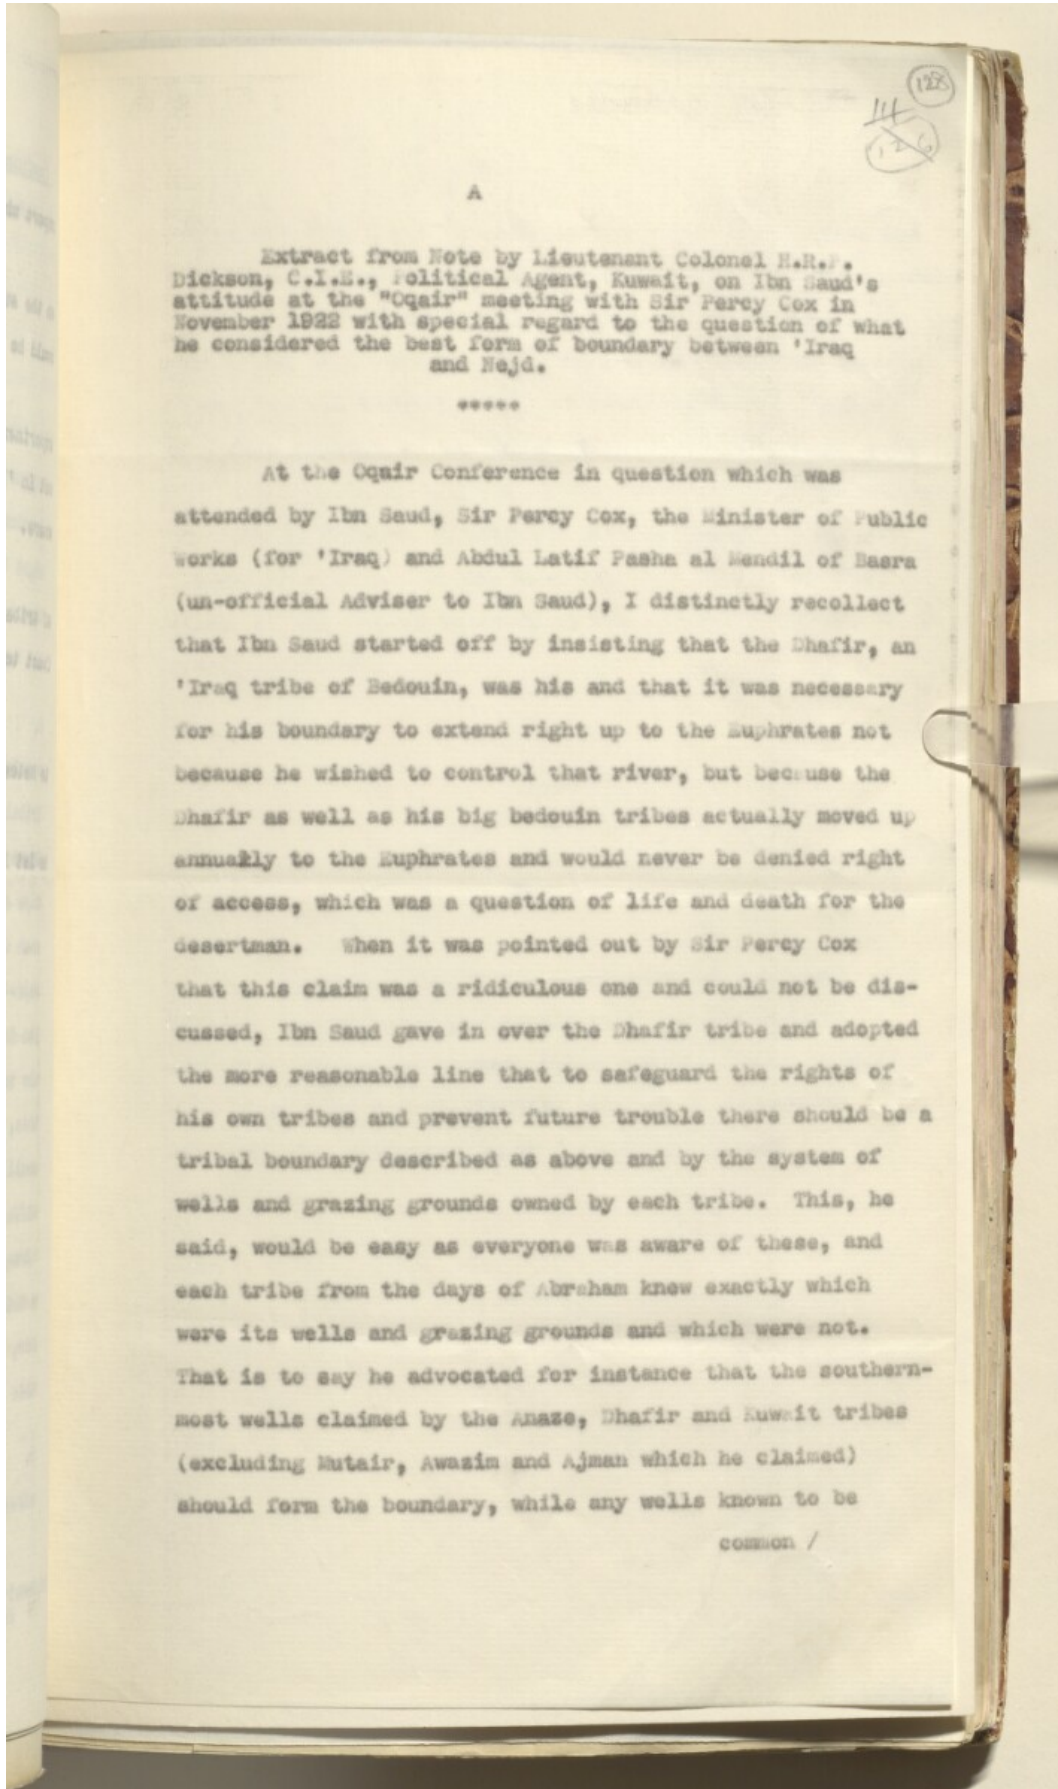 128
114
126
A
Extract from Note by Lieutenant Colonel H.R.P.
Dickson, C.I.E., Political Agent, Kuwait, on Ibn Saud's
attitude at the "Oqair" meeting with Sir Percy Cox in
November 1922 with special regard to the question of what
he considered the best form of boundary between 'Iraq
and Nejd.
*****
At the Oqair Conference in question which was
attended by Ibn Saud, Sir Percy Cox, the Minister of Public
Works (for 'Iraq) and Abdul Latif Pasha al Mendil of Basra
(un-official Adviser to Ibn Saud), I distinctly recollect
that Ibn Saud started off by insisting that the Dhafir, an
'Iraq tribe of Bedouin, was his and that it was necessary
for his boundary to extend right up to the Euphrates not
because he wished to control that river, but because the
Dhafir as well as his big bedouin tribes actually moved up
annually to the Euphrates and would never be denied right
of access, which was a question of life and death for the
desertman. When it was pointed out by Sir Percy Cox
that this claim was a ridiculous one and could not be dis-
cussed, Ibn Saud gave in over the Dhafir tribe and adopted
the more reasonable line that to safeguard the rights of
his own tribes and prevent future trouble there should be a
tribal boundary described as above and by the system of
wells and grazing grounds owned by each tribe. This, he
said, would be easy as everyone was aware of these, and
each tribe from the days of Abraham knew exactly which
were its wells and grazing grounds and which were not.
That is to say he advocated for instance that the southern-
most wells claimed by the Anaze, Dhafir and Kuwait tribes
(excluding Mutair, Awazim and Ajman which he claimed)
should form the boundary, while any wells known to be
common /